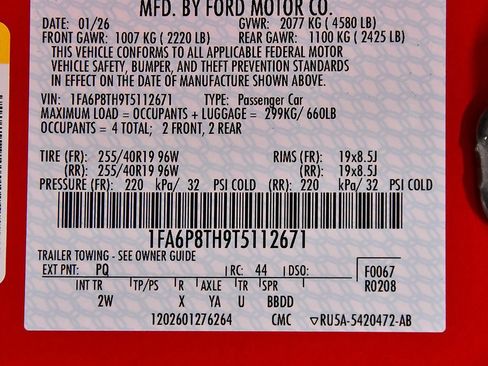 MFD. BY FORD MOTOR CO.
DATE: 01/26 GVWR: 2077 KG ( 4580 LB)
FRONT GAWR: 1007 KG ( 2220 LB) REAR GAWR: 1100 KG ( 2425 LB)
THIS VEHICLE CONFORMS TO ALL APPLICABLE FEDERAL MOTOR
VEHICLE SAFETY, BUMPER, AND THEFT PREVENTION STANDARDS
IN EFFECT ON THE DATE OF MANUFACTURE SHOWN ABOVE.
VIN: 1FA6P8TH9T5112671 TYPE: Passenger Car
MAXIMUM LOAD = OCCUPANTS + LUGGAGE = 299KG/ 660LB
OCCUPANTS = 4 TOTAL; 2 FRONT, 2 REAR
TIRE (FR): 255/40R19 96W RIMS (FR): 19x8.5J
(RR): 255/40R19 96W (RR): 19x8.5J
PRESSURE (FR): 220 kPa/ 32 PSI COLD (RR): 220 kPa/ 32 PSI COLD
1FA6P8TH9T5112671
TRAILER TOWING - SEE OWNER GUIDE
EXT PNT: PQ RC: 44 DSO: F0067
R0208
INT TR TP/PS R AXLE TR SPR
2W X YA U BBDD
1202601276264 CMC ▽RU5A-5420472-AB